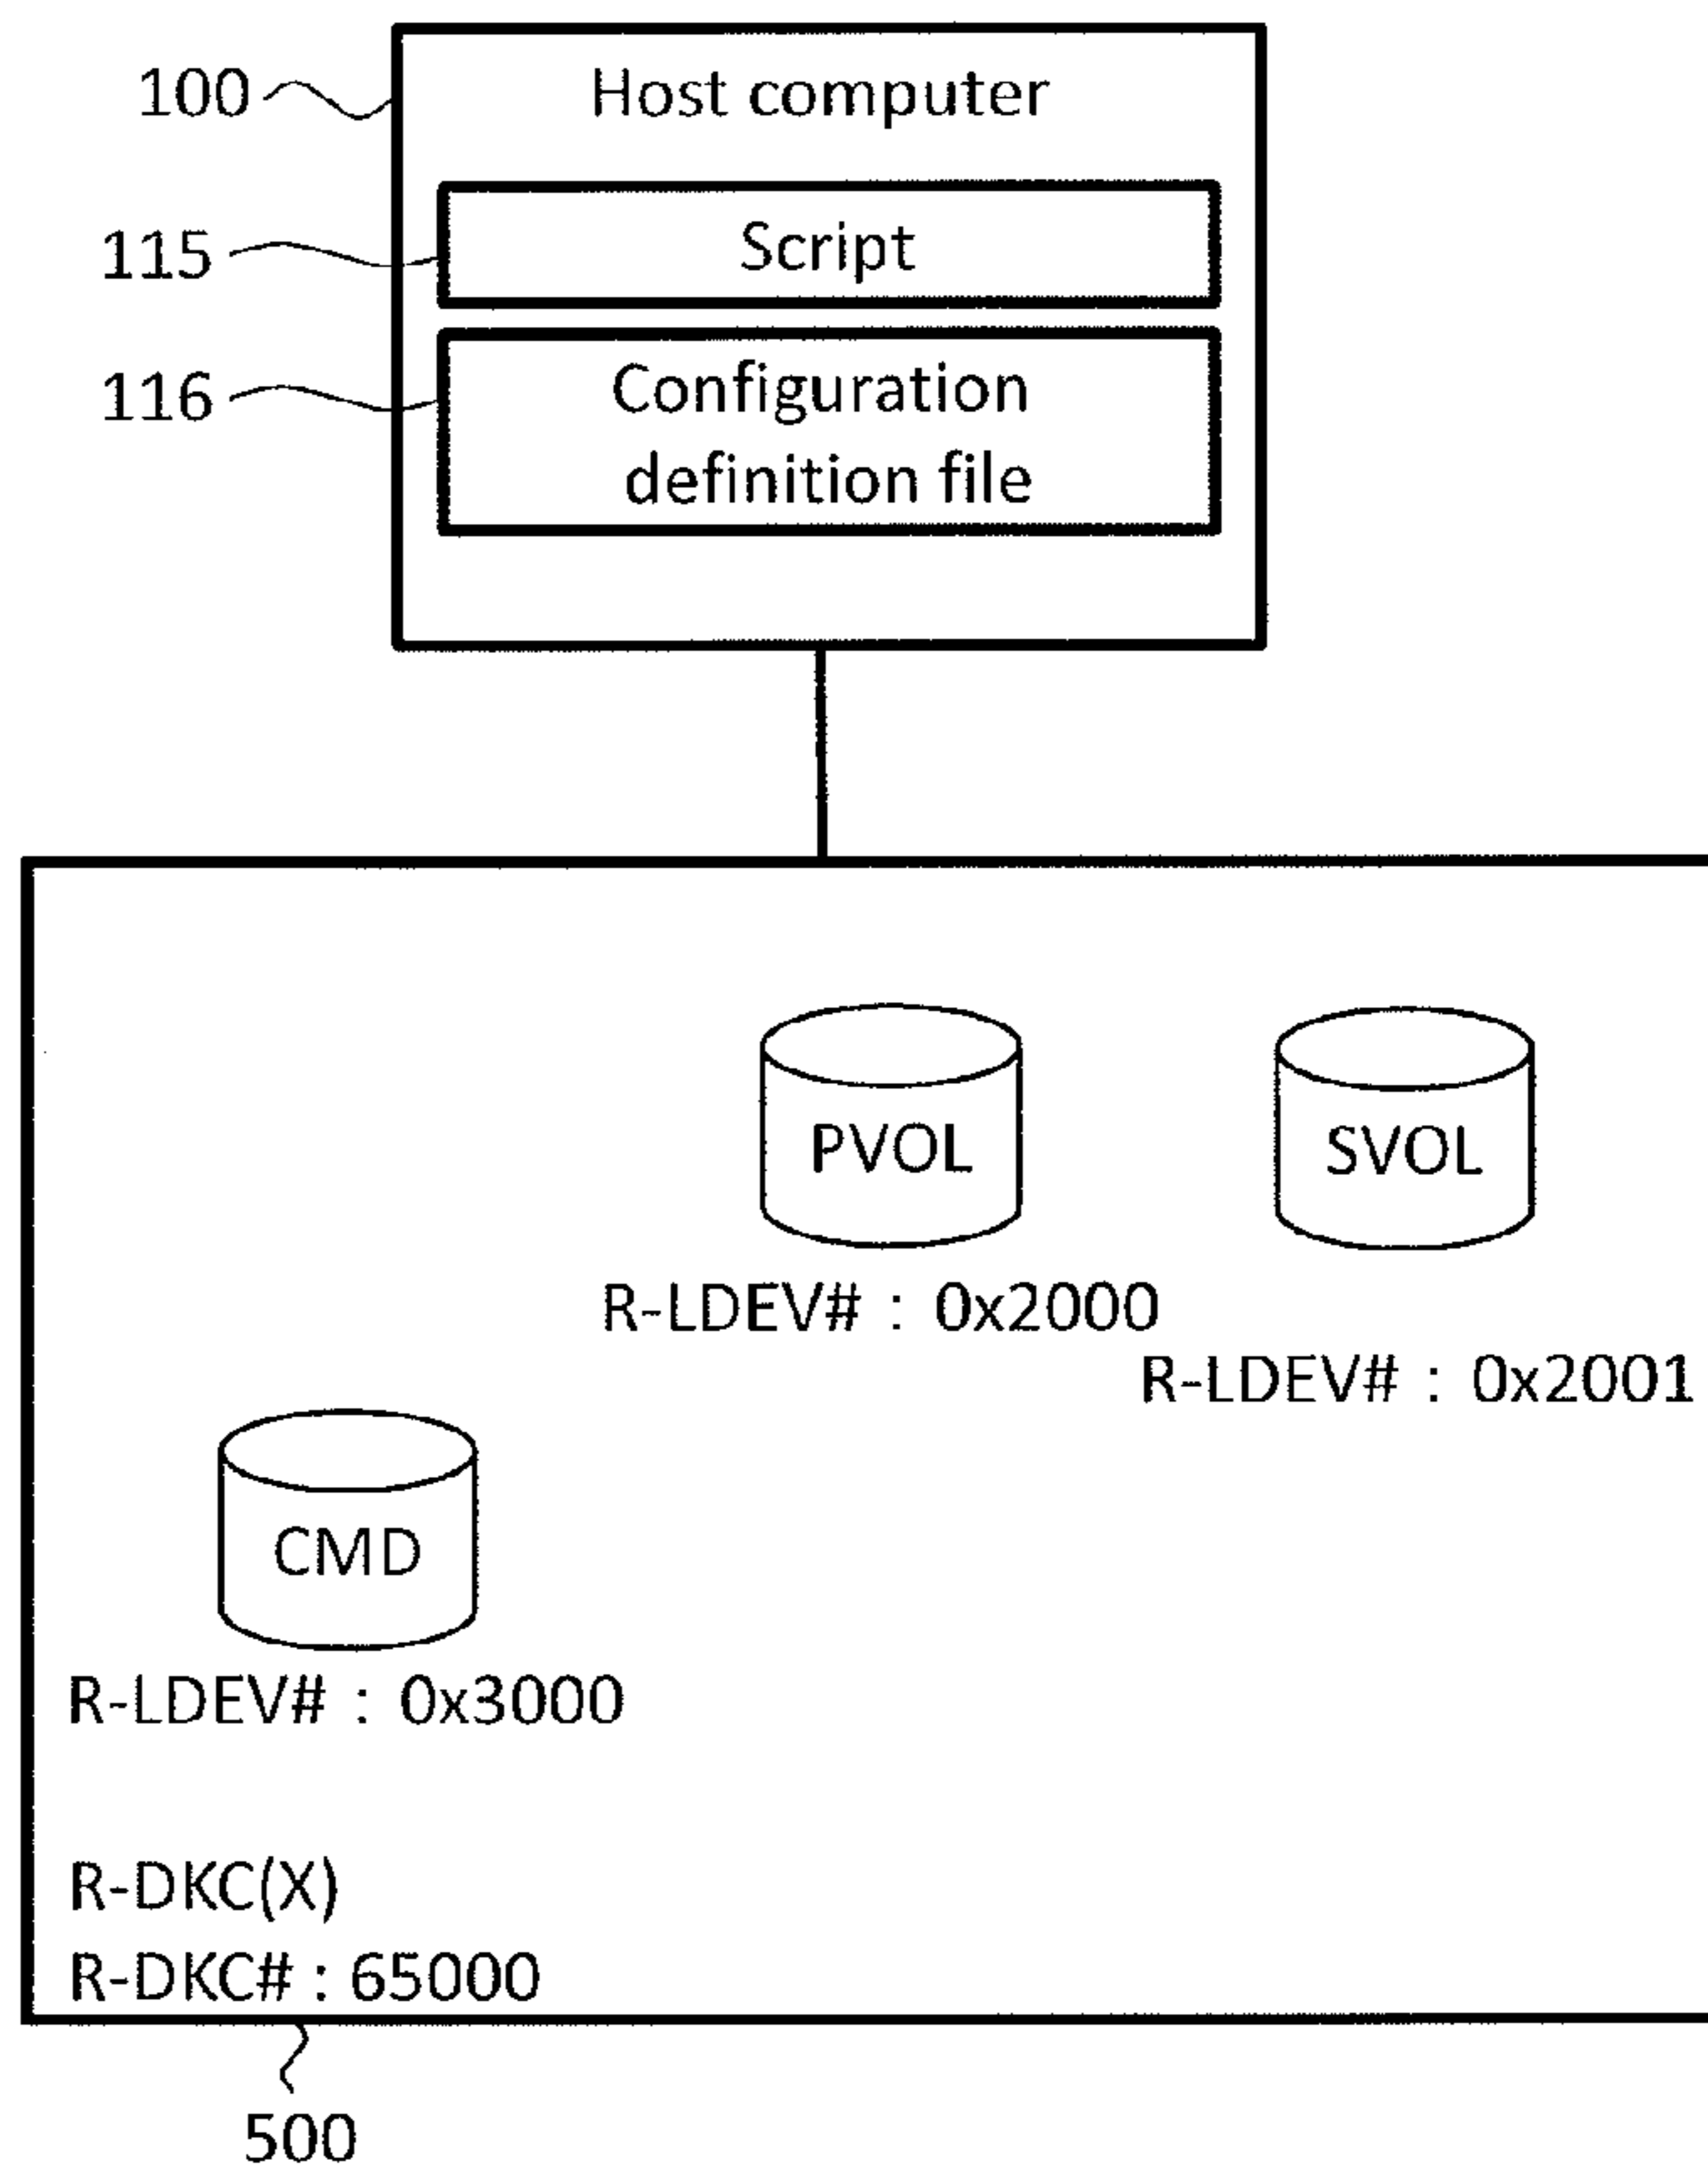 100
Host computer
115
Script
116
Configuration
definition file
PVOL
SVOL
R-LDEV# : 0x2000
R-LDEV# : 0x2001
CMD
R-LDEV# : 0x3000
R-DKC(X)
R-DKC# : 65000
500